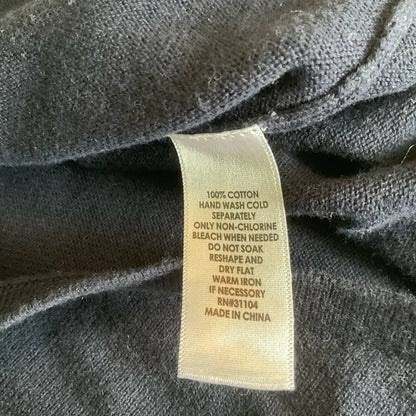 100% COTTON
HAND WASH COLD
SEPARATELY
ONLY NON-CHLORINE
BLEACH WHEN NEEDED
DO NOT SOAK
RESHAPE AND
DRY FLAT
WARM IRON
IF NECESSARY
RN#31104
MADE IN CHINA